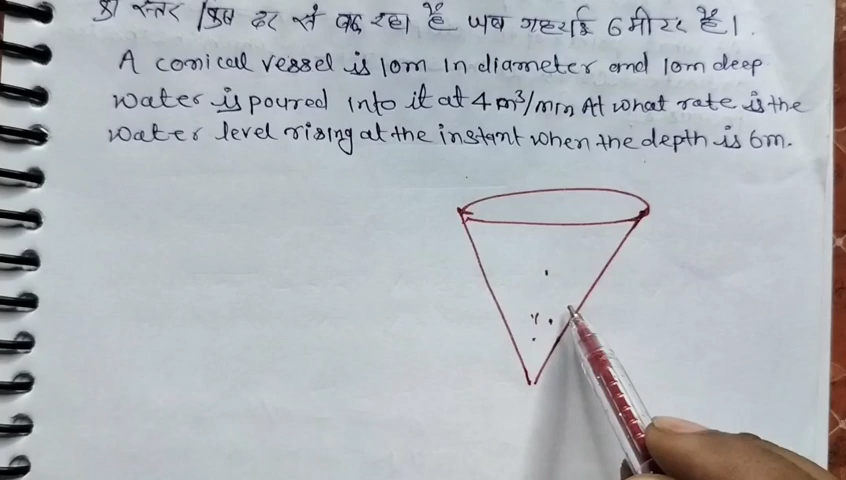 का स्तर किस दर से बढ़ रहा है जब गहराई 6 मीटर है।
A conical vessel is 10m in diameter and 10m deep
water is poured into it at 4 m³/min At what rate is the
water level rising at the instant when the depth is 6m.